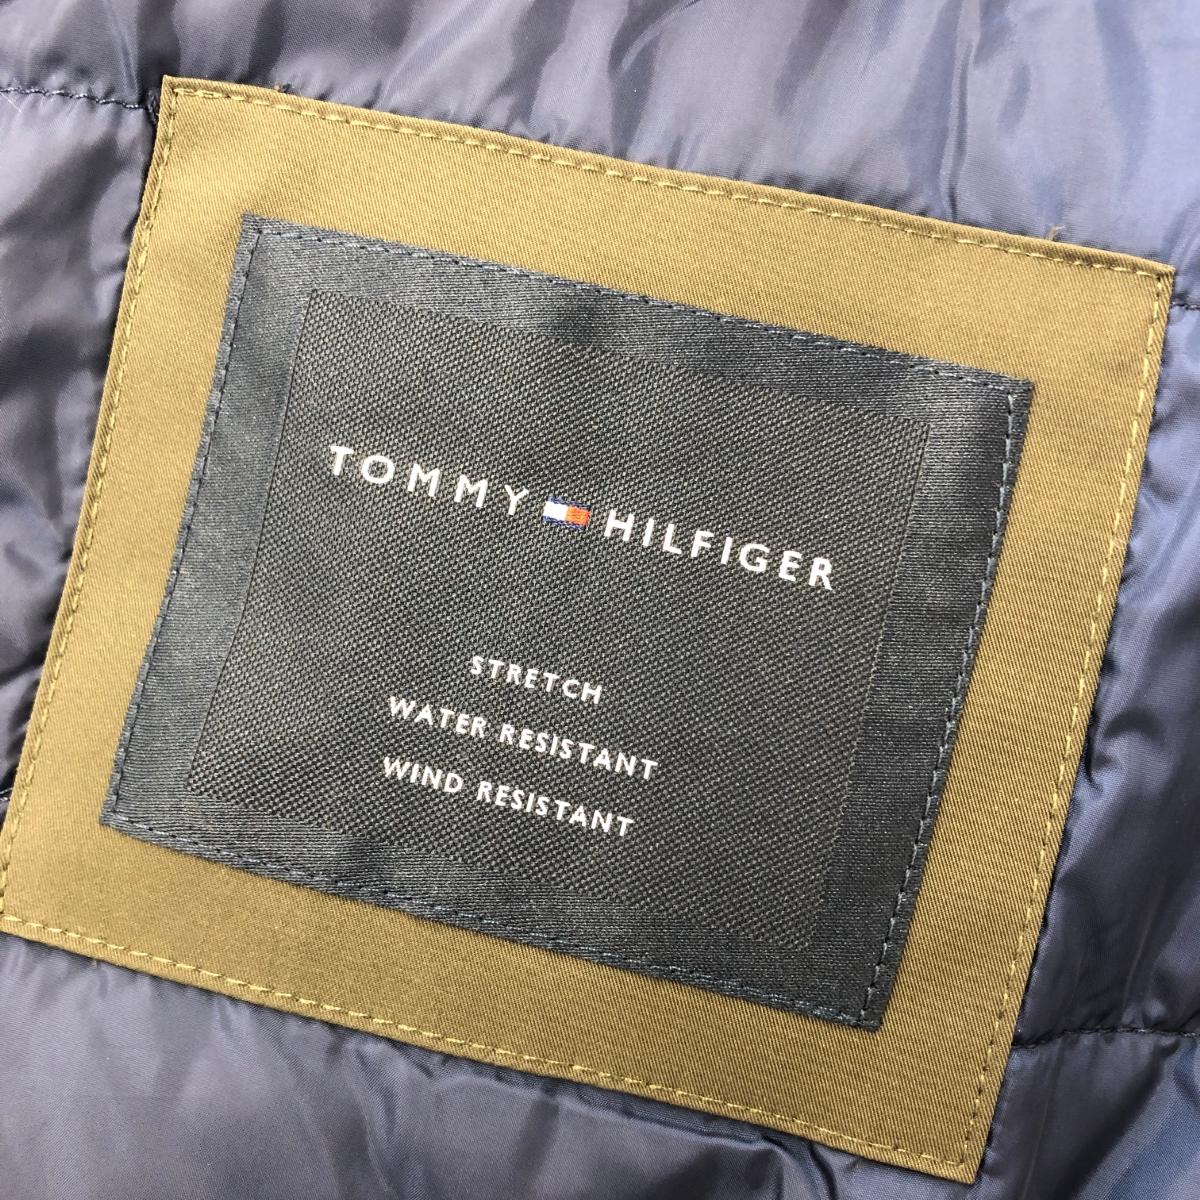 TOMMY HILFIGER
STRETCH
WATER RESISTANT
WIND RESISTANT